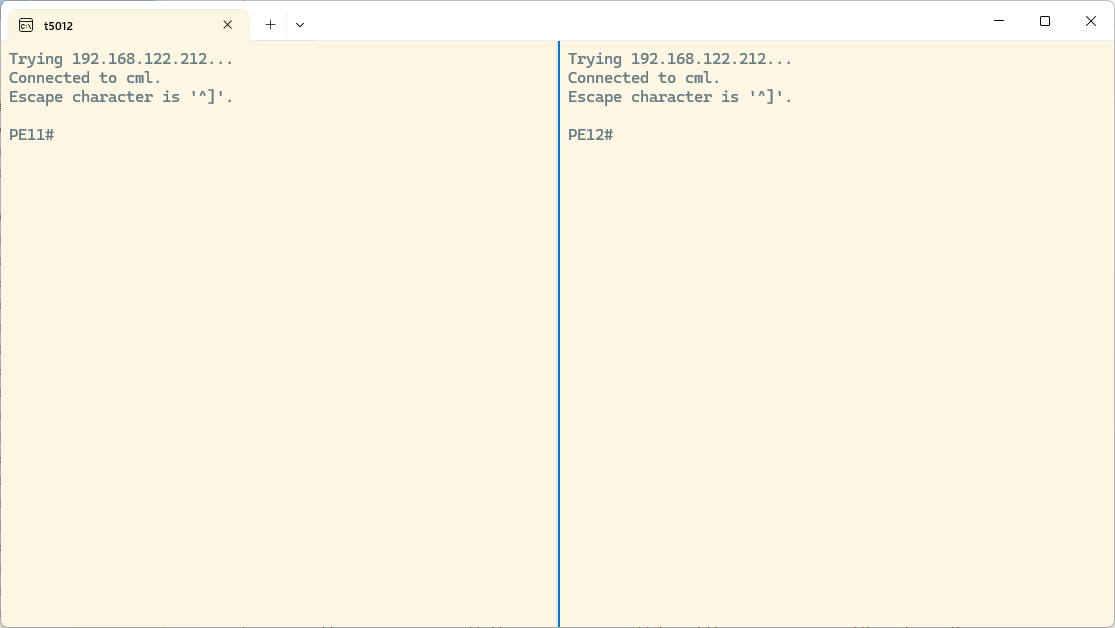 t5012
Trying 192.168.122.212...
Connected to cml.
Escape character is '^]'.
PE11#
Trying 192.168.122.212...
Connected to cml.
Escape character is '^]'.
PE12#